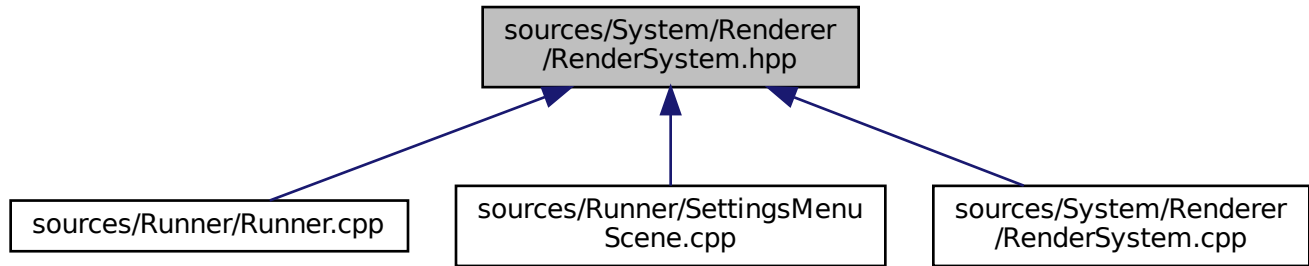 sources/System/Renderer
/RenderSystem.hpp
sources/Runner/Runner.cpp
sources/Runner/SettingsMenu
Scene.cpp
sources/System/Renderer
/RenderSystem.cpp